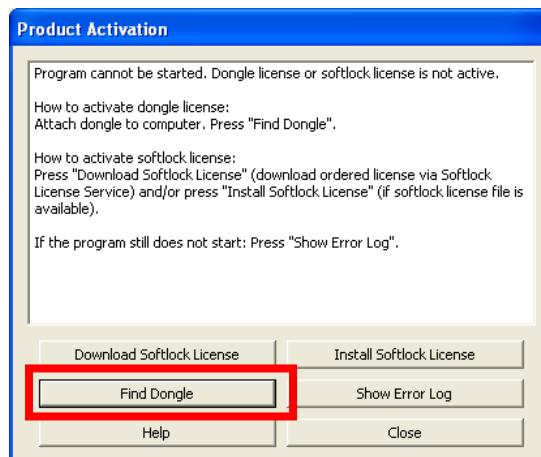 Product Activation
Program cannot be started. Dongle license or softlock license is not active.
How to activate dongle license:
Attach dongle to computer. Press "Find Dongle".
How to activate softlock license:
Press "Download Softlock License" (download ordered license via Softlock
License Service) and/or press "Install Softlock License" (if softlock license file is
available).
If the program still does not start: Press "Show Error Log".
Download Softlock License
Install Softlock License
Find Dongle
Show Error Log
Help
Close